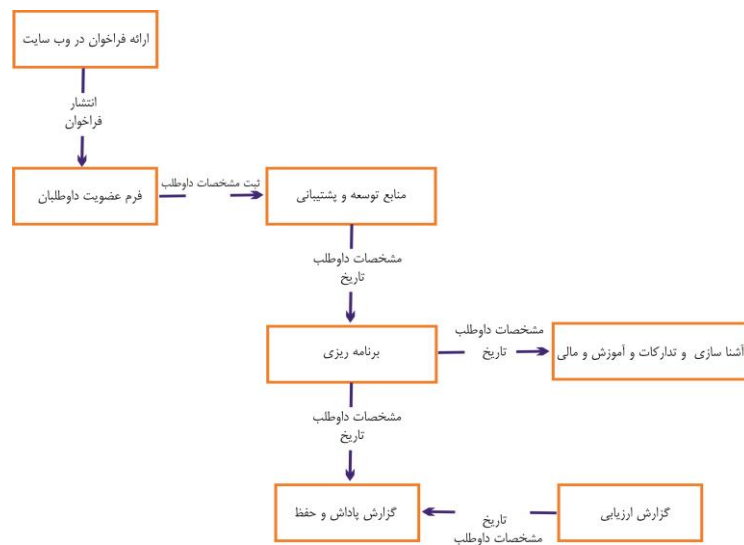 ارائه فراخوان در وب سایت
انتشار
فراخوان
فرم عضویت داوطلبان
ثبت مشخصات داوطلب
منابع توسعه و پشتیبانی
مشخصات داوطلب
تاریخ
برنامه ریزی
مشخصات داوطلب
تاریخ
آشنا سازی و تدارکات و آموزش و مالی
مشخصات داوطلب
تاریخ
گزارش پاداش و حفظ
تاریخ
مشخصات داوطلب
گزارش ارزیابی